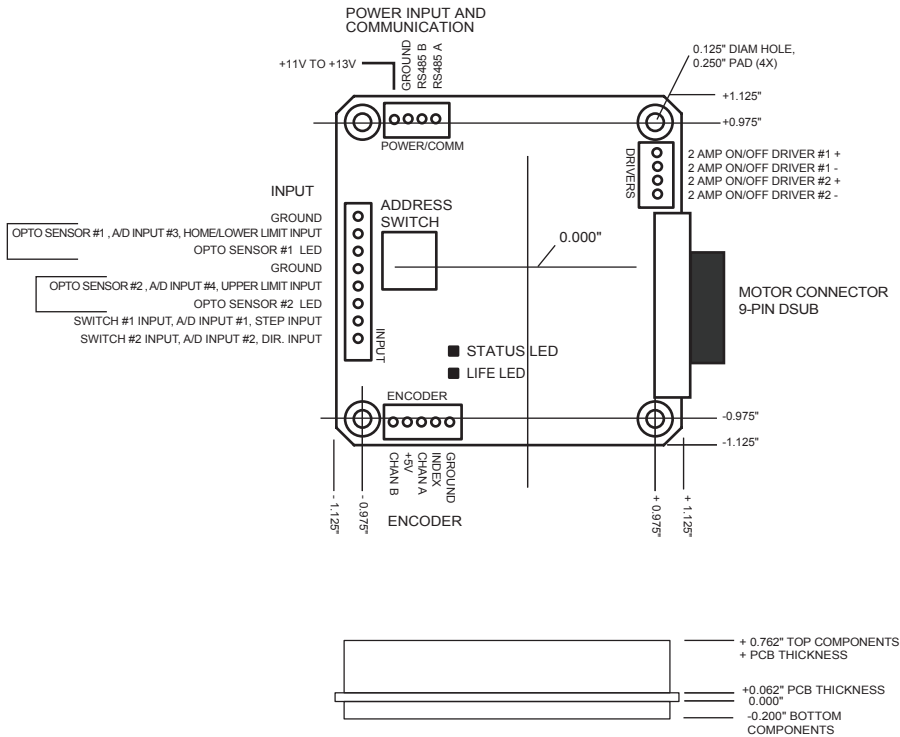 POWER INPUT AND
COMMUNICATION
+11V TO +13V
GROUND
RS485 B
RS485 A
0.125" DIAM HOLE,
0.250" PAD (4X)
+1.125"
+0.975"
POWER/COMM
DRIVERS
2 AMP ON/OFF DRIVER #1 +
2 AMP ON/OFF DRIVER #1 -
2 AMP ON/OFF DRIVER #2 +
2 AMP ON/OFF DRIVER #2 -
INPUT
GROUND
OPTO SENSOR #1 , A/D INPUT #3, HOME/LOWER LIMIT INPUT
OPTO SENSOR #1 LED
GROUND
OPTO SENSOR #2 , A/D INPUT #4, UPPER LIMIT INPUT
OPTO SENSOR #2 LED
SWITCH #1 INPUT, A/D INPUT #1, STEP INPUT
SWITCH #2 INPUT, A/D INPUT #2, DIR. INPUT
ADDRESS
SWITCH
0.000"
MOTOR CONNECTOR
9-PIN DSUB
INPUT
STATUS LED
LIFE LED
ENCODER
-0.975"
-1.125"
CHAN B
+5V
CHAN A
INDEX
GROUND
ENCODER
- 1.125"
- 0.975"
+ 0.975"
+ 1.125"
+ 0.762" TOP COMPONENTS
+ PCB THICKNESS
+0.062" PCB THICKNESS
0.000"
-0.200" BOTTOM
COMPONENTS